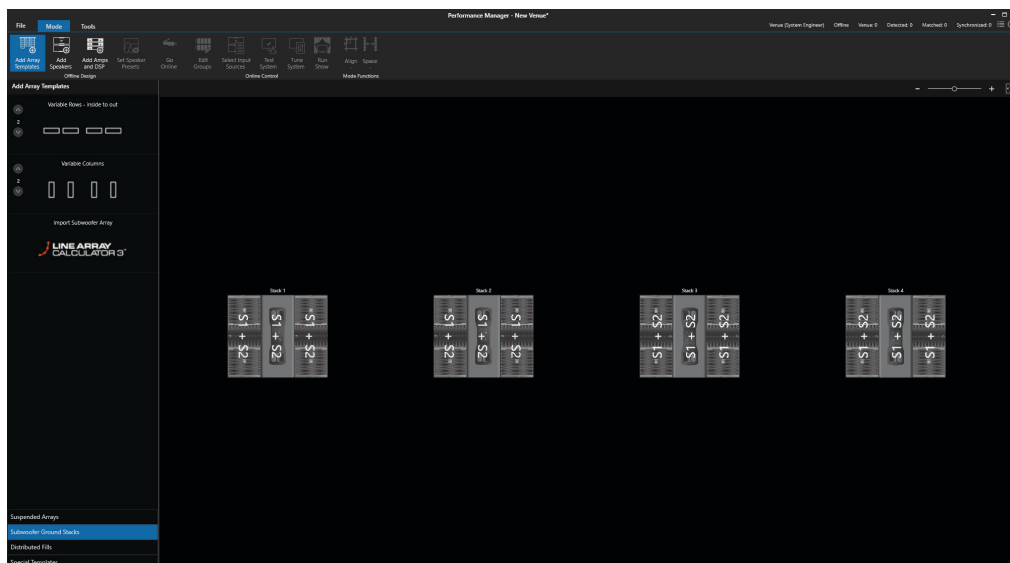 Performance Manager - New Venue*
File Mode Tools
Venue (System Engineer) Offline Venue: 0 Detected: 0 Matched: 0 Synchronized: 0
Add Array Templates
Add Speakers
Add Amps and DSP
Set Speaker Presets
Go Online
Edit Groups
Select Input Sources
Test System
Tune System
Run Show
Align
Space
Offline Design
Online Control
Mode Functions
Add Array Templates
Variable Rows - inside to out
2
Variable Columns
2
Import Subwoofer Array
LINE ARRAY
CALCULATOR 3
Stack 1
Stack 2
Stack 3
Stack 4
S1 + S2
S1 + S2
S1 + S2
S1 + S2
S1 + S2
S1 + S2
S1 + S2
S1 + S2
S1 + S2
S1 + S2
S1 + S2
S1 + S2
Suspended Arrays
Subwoofer Ground Stacks
Distributed Fills
Special Templates